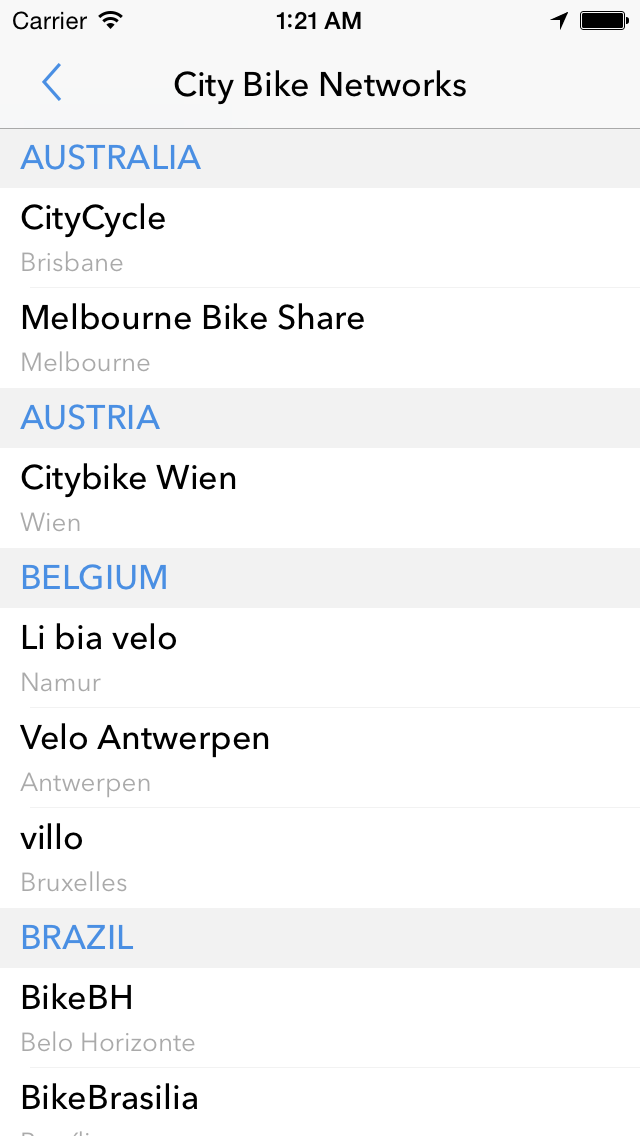 Carrier 1:21 AM
City Bike Networks
AUSTRALIA
CityCycle
Brisbane
Melbourne Bike Share
Melbourne
AUSTRIA
Citybike Wien
Wien
BELGIUM
Li bia velo
Namur
Velo Antwerpen
Antwerpen
villo
Bruxelles
BRAZIL
BikeBH
Belo Horizonte
BikeBrasilia